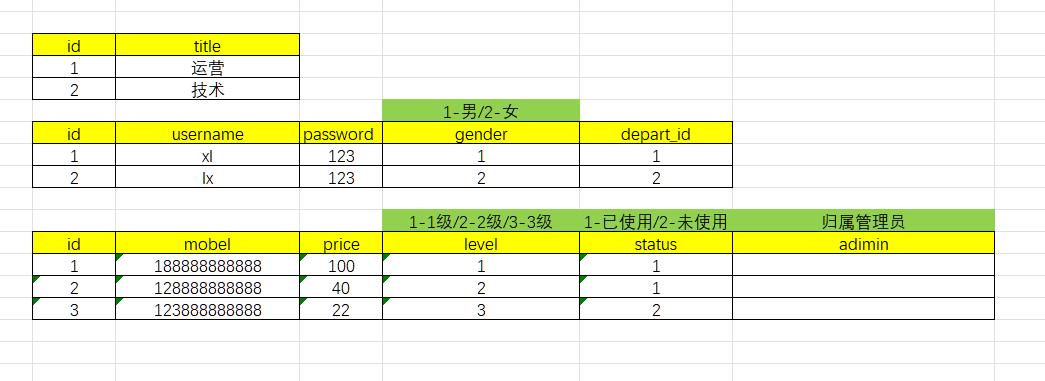 id title
1 运营
2 技术
1-男/2-女
id username password gender depart_id
1 xl 123 1 1
2 lx 123 2 2
1-1级/2-2级/3-3级 1-已使用/2-未使用 归属管理员
id mobel price level status adimin
1 188888888888 100 1 1
2 128888888888 40 2 1
3 123888888888 22 3 2